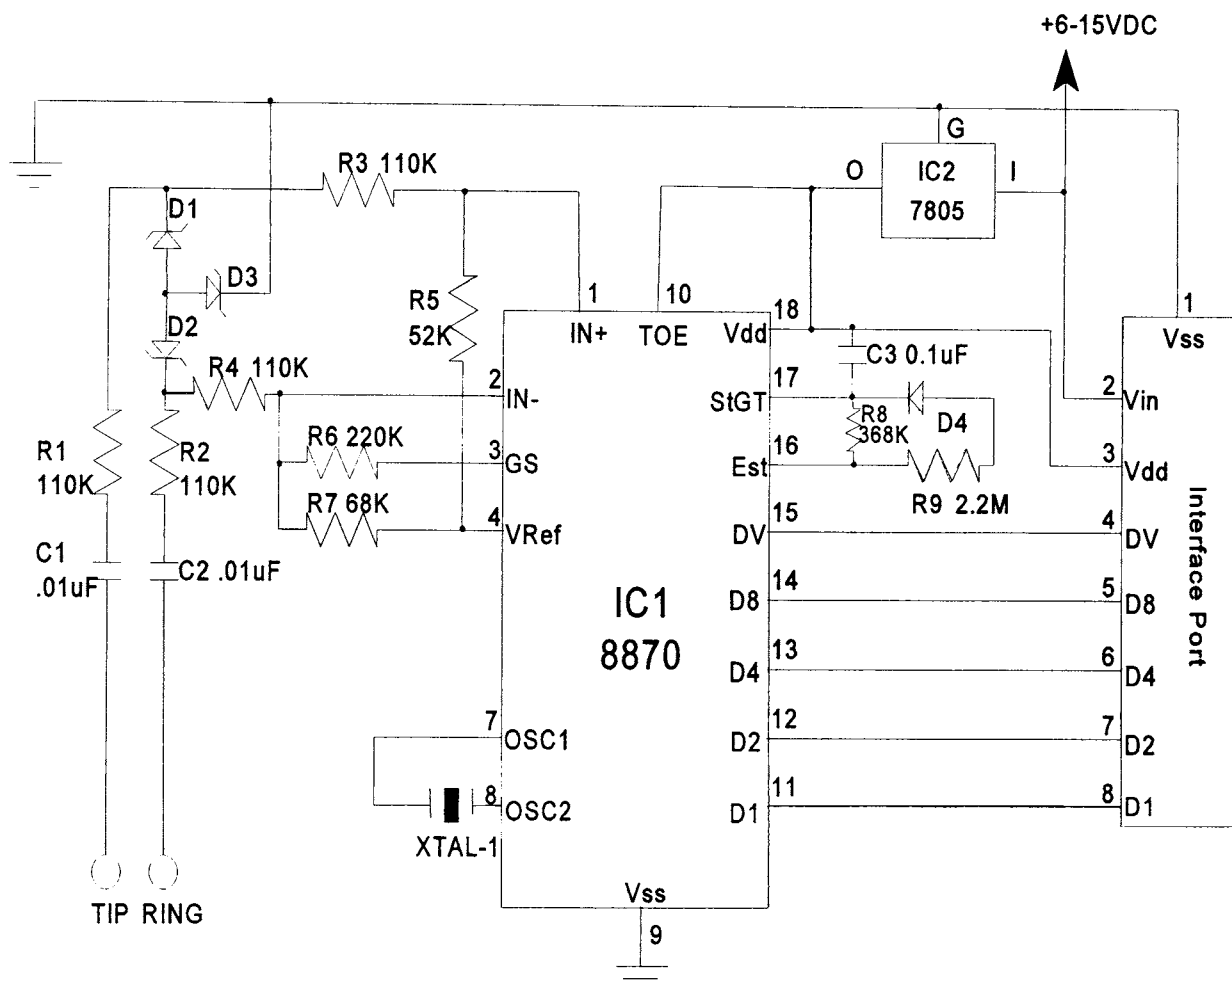 +6-15VDC
G
O
IC2
7805
I
R3 110K
D1
D3
D2
R5
52K
R4 110K
1
10
18
1
IN+
TOE
Vdd
Vss
C3 0.1uF
2
IN-
17
StGT
2
Vin
R8
368K
D4
R6 220K
3
GS
16
Est
3
Vdd
R9 2.2M
R1
110K
R2
110K
R7 68K
4
VRef
15
DV
4
DV
C1
.01uF
C2 .01uF
IC1
8870
14
D8
5
D8
Interface Port
13
D4
6
D4
7
OSC1
12
D2
7
D2
8
OSC2
11
D1
8
D1
XTAL-1
TIP RING
Vss
9